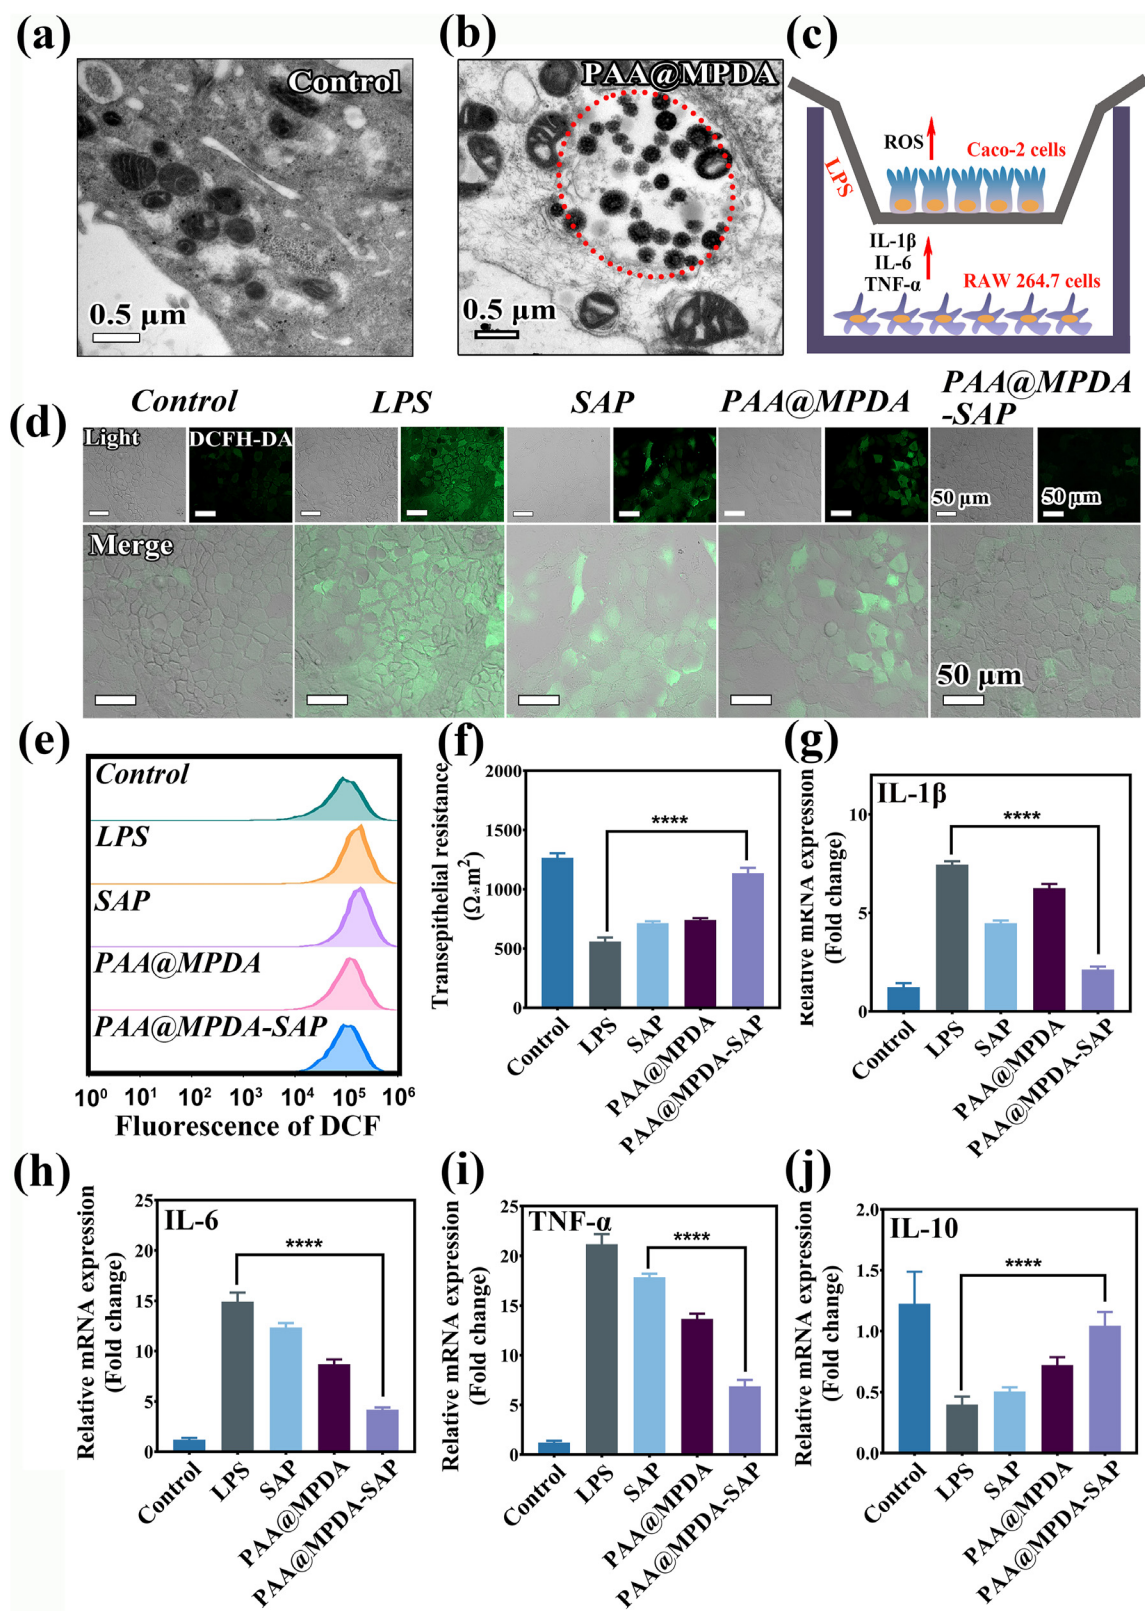 (a)
Control
0.5 μm
(b)
PAA@MPDA
0.5 μm
(c)
ROS
Caco-2 cells
LPS
IL-1β
IL-6
TNF-α
RAW 264.7 cells
(d)
Control
LPS
SAP
PAA@MPDA
PAA@MPDA
-SAP
Light
DCFH-DA
50 μm
50 μm
Merge
50 μm
(e)
Control
LPS
SAP
PAA@MPDA
PAA@MPDA-SAP
10⁰ 10¹ 10² 10³ 10⁴ 10⁵ 10⁶
Fluorescence of DCF
(f)
Transepithelial resistance
(Ω*m²)
2000
1500
1000
500
0
****
Control
LPS
SAP
PAA@MPDA
PAA@MPDA-SAP
(g)
Relative mRNA expression
(Fold change)
IL-1β
10
5
0
****
Control
LPS
SAP
PAA@MPDA
PAA@MPDA-SAP
(h)
Relative mRNA expression
(Fold change)
IL-6
25
20
15
10
5
0
****
Control
LPS
SAP
PAA@MPDA
PAA@MPDA-SAP
(i)
Relative mRNA expression
(Fold change)
TNF-α
25
20
15
10
5
0
****
Control
LPS
SAP
PAA@MPDA
PAA@MPDA-SAP
(j)
Relative mRNA expression
(Fold change)
IL-10
2.0
1.5
1.0
0.5
0.0
****
Control
LPS
SAP
PAA@MPDA
PAA@MPDA-SAP